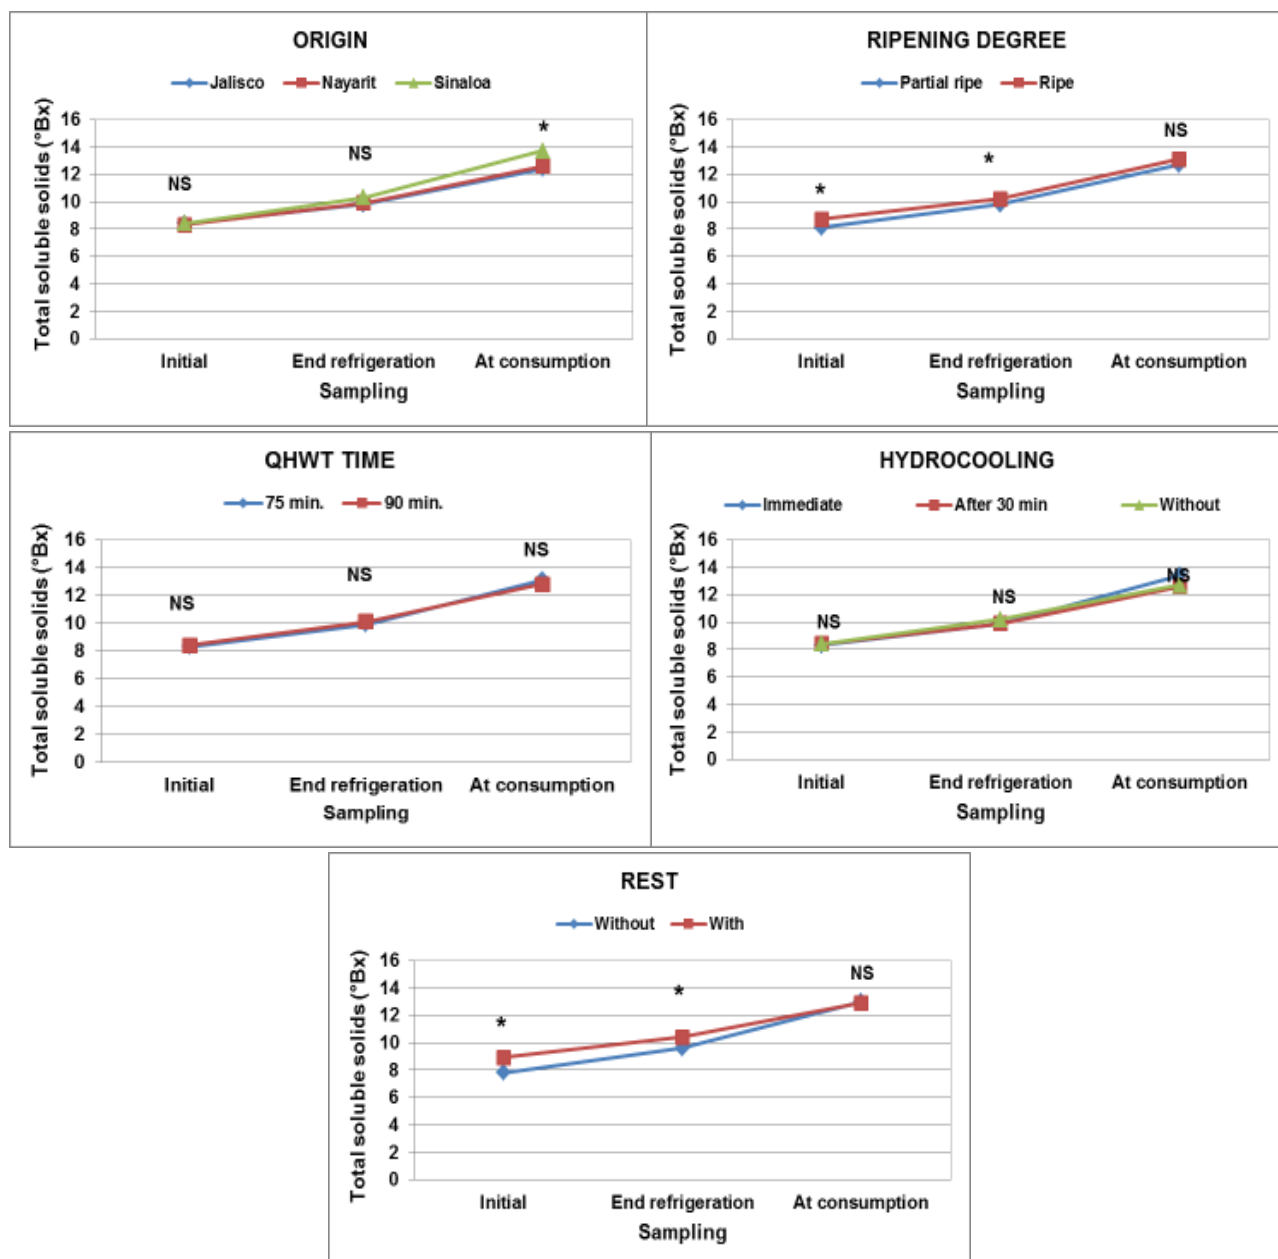 ORIGIN
Jalisco Nayarit Sinaloa
Total soluble solids (°Bx)
16
14
12
10
8
6
4
2
0
NS
NS
*
Initial End refrigeration At consumption
Sampling
RIPENING DEGREE
Partial ripe Ripe
Total soluble solids (°Bx)
16
14
12
10
8
6
4
2
0
*
*
NS
Initial End refrigeration At consumption
Sampling
QHWT TIME
75 min. 90 min.
Total soluble solids (°Bx)
16
14
12
10
8
6
4
2
0
NS
NS
NS
Initial End refrigeration At consumption
Sampling
HYDROCOOLING
Immediate After 30 min Without
Total soluble solids (°Bx)
16
14
12
10
8
6
4
2
0
NS
NS
NS
Initial End refrigeration At consumption
Sampling
REST
Without With
Total soluble solids (°Bx)
16
14
12
10
8
6
4
2
0
*
*
NS
Initial End refrigeration At consumption
Sampling